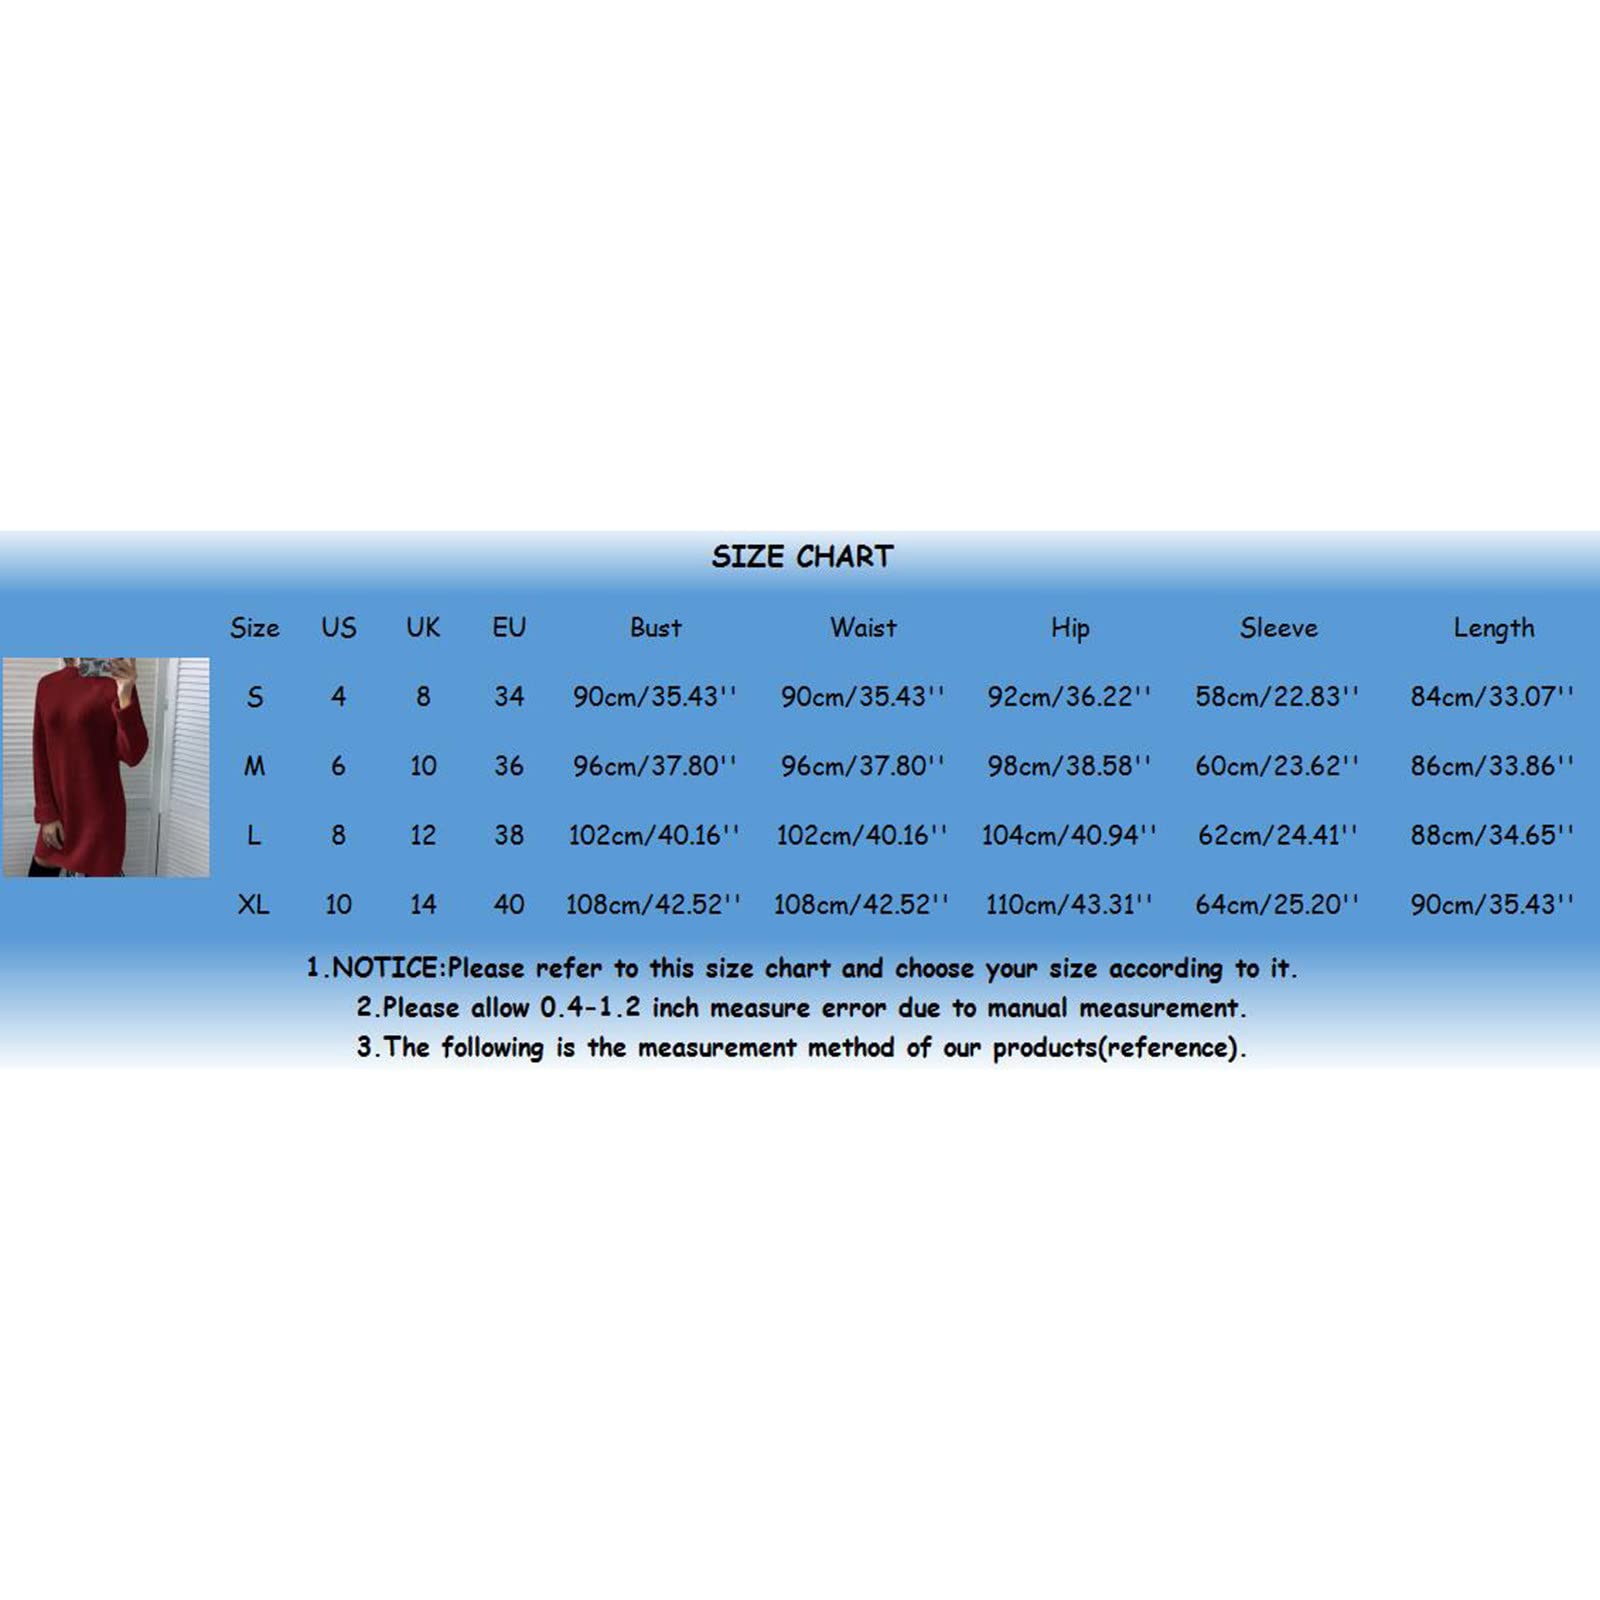 SIZE CHART
Size US UK EU Bust Waist Hip Sleeve Length
S 4 8 34 90cm/35.43'' 90cm/35.43'' 92cm/36.22'' 58cm/22.83'' 84cm/33.07''
M 6 10 36 96cm/37.80'' 96cm/37.80'' 98cm/38.58'' 60cm/23.62'' 86cm/33.86''
L 8 12 38 102cm/40.16'' 102cm/40.16'' 104cm/40.94'' 62cm/24.41'' 88cm/34.65''
XL 10 14 40 108cm/42.52'' 108cm/42.52'' 110cm/43.31'' 64cm/25.20'' 90cm/35.43''
1.NOTICE:Please refer to this size chart and choose your size according to it.
2.Please allow 0.4-1.2 inch measure error due to manual measurement.
3.The following is the measurement method of our products(reference).